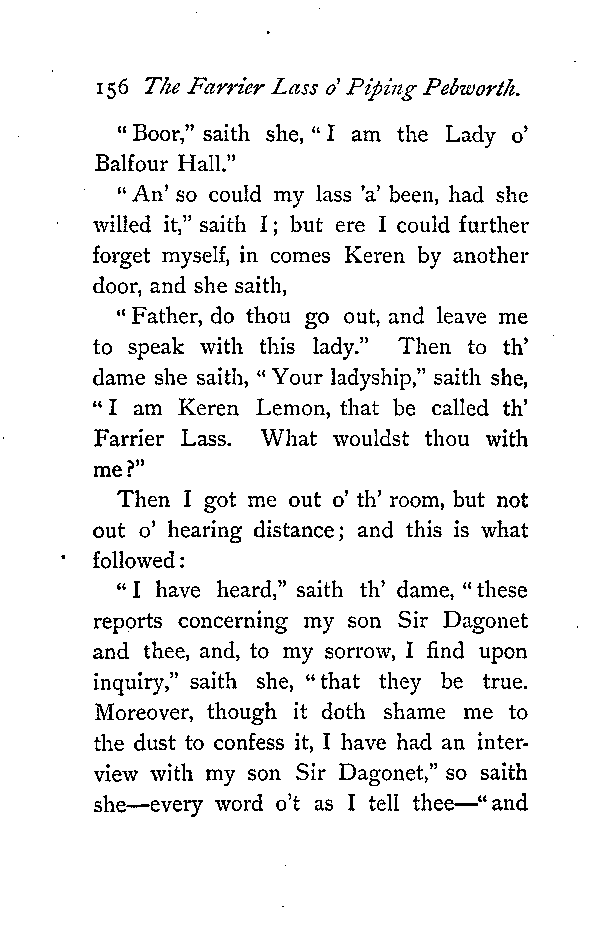 156 The Farrier Lass o' Piping Pebworth.
"Boor," saith she, "I am the Lady o'
Balfour Hall."
"An' so could my lass 'a' been, had she
willed it," saith I; but ere I could further
forget myself, in comes Keren by another
door, and she saith,
"Father, do thou go out, and leave me
to speak with this lady." Then to th'
dame she saith, "Your ladyship," saith she,
"I am Keren Lemon, that be called th'
Farrier Lass. What wouldst thou with
me?"
Then I got me out o' th' room, but not
out o' hearing distance; and this is what
followed:
"I have heard," saith th' dame, "these
reports concerning my son Sir Dagonet
and thee, and, to my sorrow, I find upon
inquiry," saith she, "that they be true.
Moreover, though it doth shame me to
the dust to confess it, I have had an inter-
view with my son Sir Dagonet," so saith
she—every word o't as I tell thee—"and